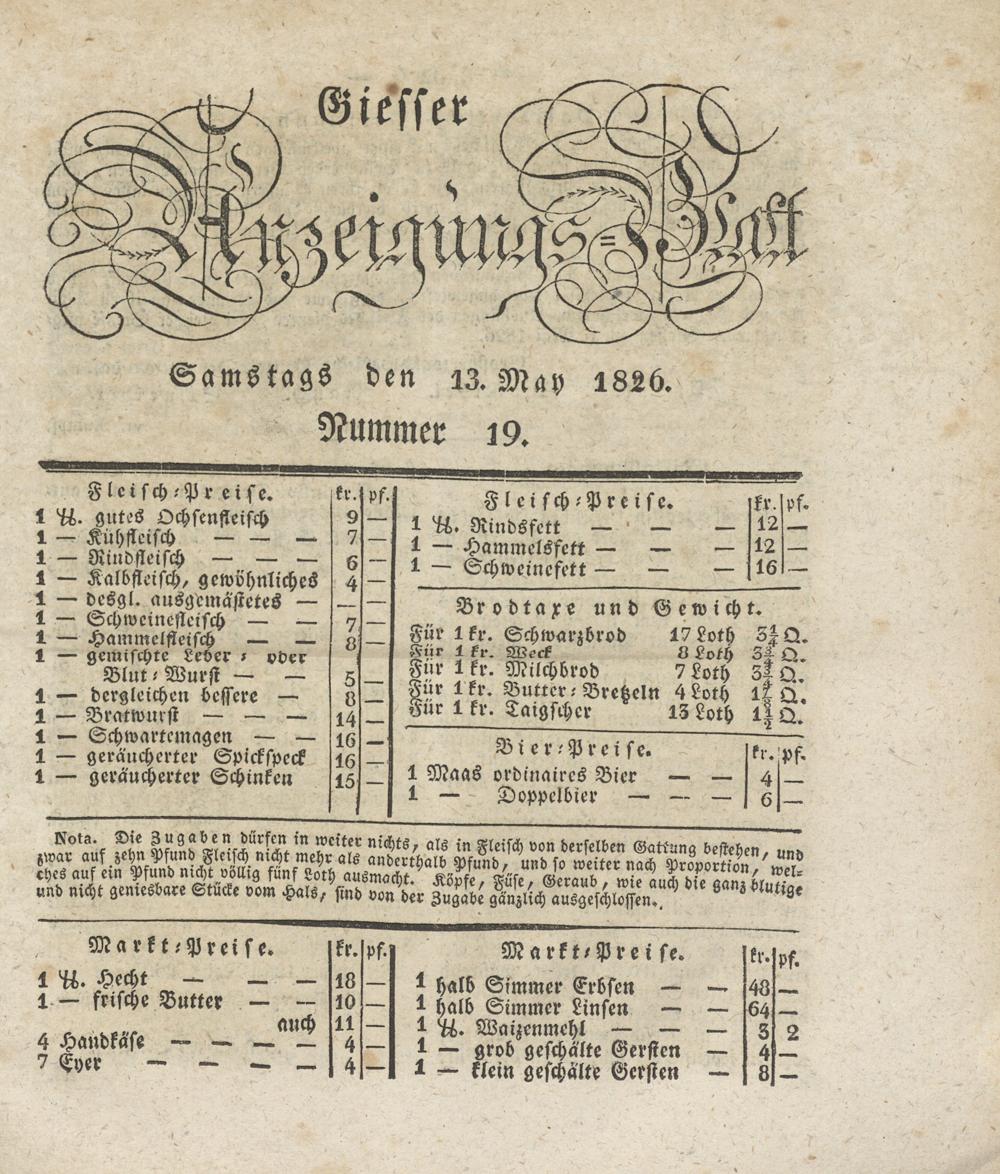 Giesser
Anzeigungs=Blatt
Samstags den 13. May 1826.
Nummer 19.
Fleisch=Preise. kr. pf.
1 ℔. gutes Ochsenfleisch 9 —
1 — Kühfleisch — — — 7 —
1 — Rindfleisch — — — 6 —
1 — Kalbfleisch, gewöhnliches 4 —
1 — desgl. ausgemästetes — — —
1 — Schweinefleisch — — 7 —
1 — Hammelfleisch — — 8 —
1 — gemischte Leber= oder
Blut=Wurst — — 5 —
1 — dergleichen bessere — 8 —
1 — Bratwurst — — — 14 —
1 — Schwartemagen — — 16 —
1 — geräucherter Spickspeck 16 —
1 — geräucherter Schinken 15 —
Fleisch=Preise. kr. pf.
1 ℔. Rindsfett — — — 12 —
1 — Hammelsfett — — — 12 —
1 — Schweinefett — — — 16 —
Brodtaxe und Gewicht.
Für 1 kr. Schwarzbrod 17 Loth 3¼ Q.
Für 1 kr. Weck 8 Loth 3¾ Q.
Für 1 kr. Milchbrod 7 Loth 3¾ Q.
Für 1 kr. Butter=Bretzeln 4 Loth Q.
Für 1 kr. Taigscher 13 Loth 1½ Q.
Bier=Preise. kr. pf.
1 Maas ordinaires Bier — — 4 —
1 — Doppelbier — — — 6 —
Nota. Die Zugaben dürfen in weiter nichts, als in Fleisch von derselben Gattung bestehen, und
zwar auf zehn Pfund Fleisch nicht mehr als anderthalb Pfund, und so weiter nach Proportion, wel=
ches auf ein Pfund nicht völlig fünf Loth ausmacht. Köpfe, Füse, Geraub, wie auch die ganz blutige
und nicht geniesbare Stücke vom Hals, sind von der Zugabe gänzlich ausgeschlossen.
Markt=Preise. kr. pf.
1 ℔. Hecht — — — 18 —
1 — frische Butter — — 10 —
auch 11 —
4 Handkäse — — — — 4 —
7 Eyer — — — — 4 —
Markt=Preise. kr. pf.
1 halb Simmer Erbsen — — 48 —
1 halb Simmer Linsen — — 64 —
1 ℔. Waizenmehl — — — 3 2
1 — grob geschälte Gersten — 4 —
1 — klein geschälte Gersten — 8 —